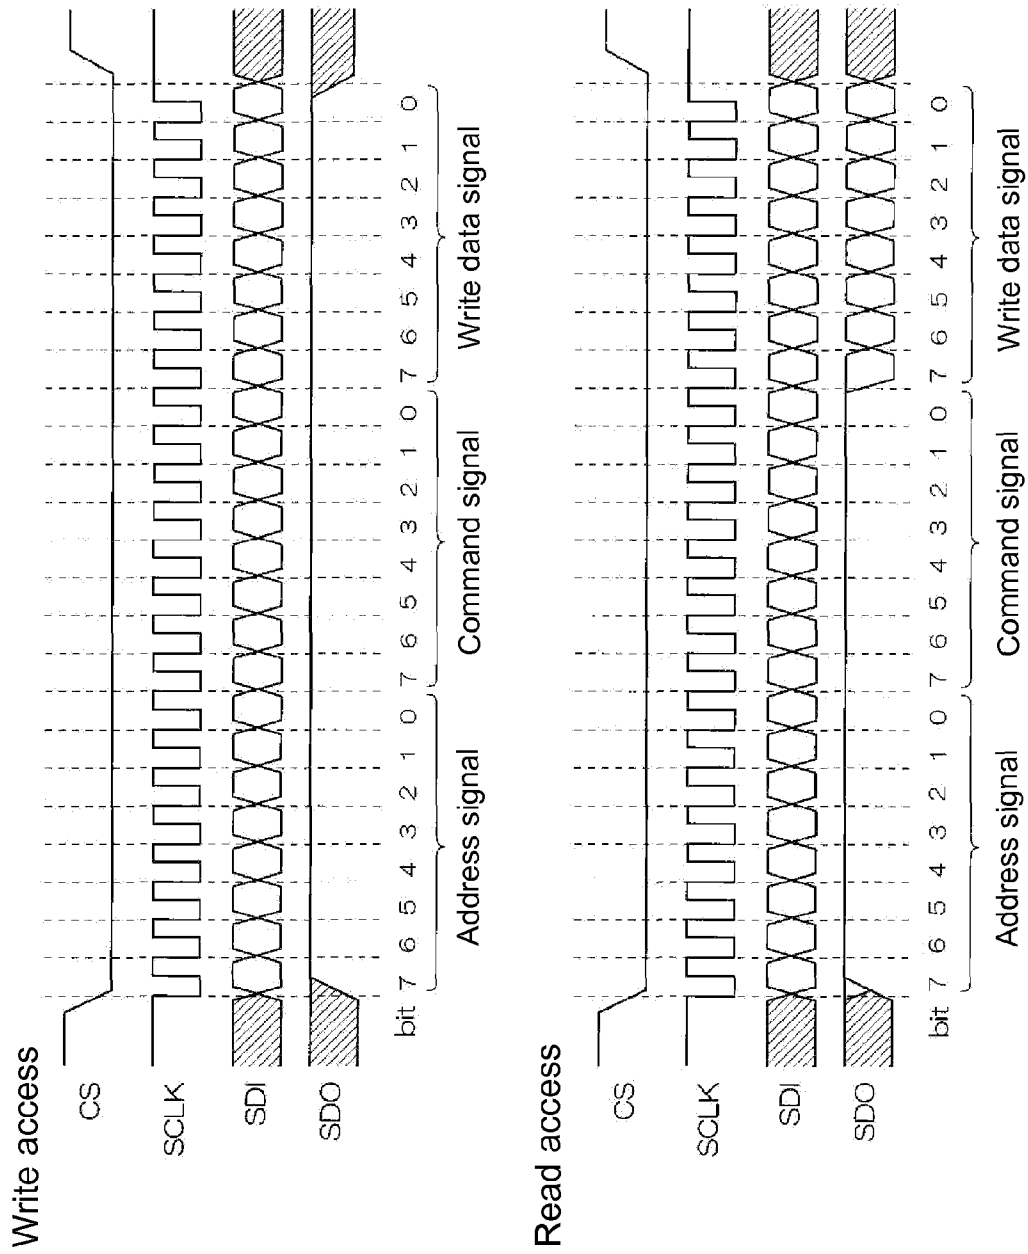 Write access
CS
SCLK
SDI
SDO
bit 7 6 5 4 3 2 1 0 7 6 5 4 3 2 1 0 7 6 5 4 3 2 1 0
Address signal Command signal Write data signal
Read access
CS
SCLK
SDI
SDO
bit 7 6 5 4 3 2 1 0 7 6 5 4 3 2 1 0 7 6 5 4 3 2 1 0
Address signal Command signal Write data signal